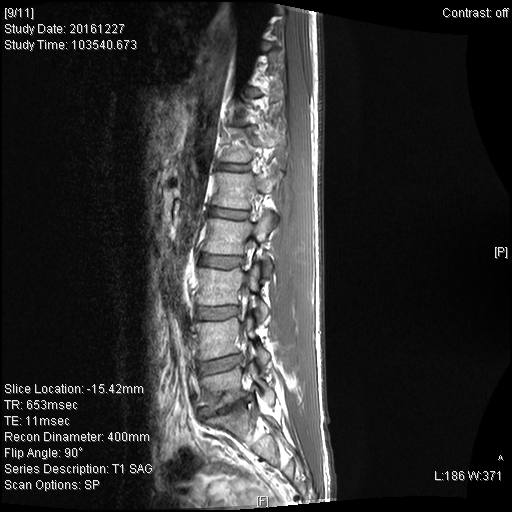 [9/11]
Study Date: 20161227
Study Time: 103540.673
Contrast: off
[P]
Slice Location: -15.42mm
TR: 653msec
TE: 11msec
Recon Dinameter: 400mm
Flip Angle: 90°
Series Description: T1 SAG
Scan Options: SP
A
L:186 W:371
[F]